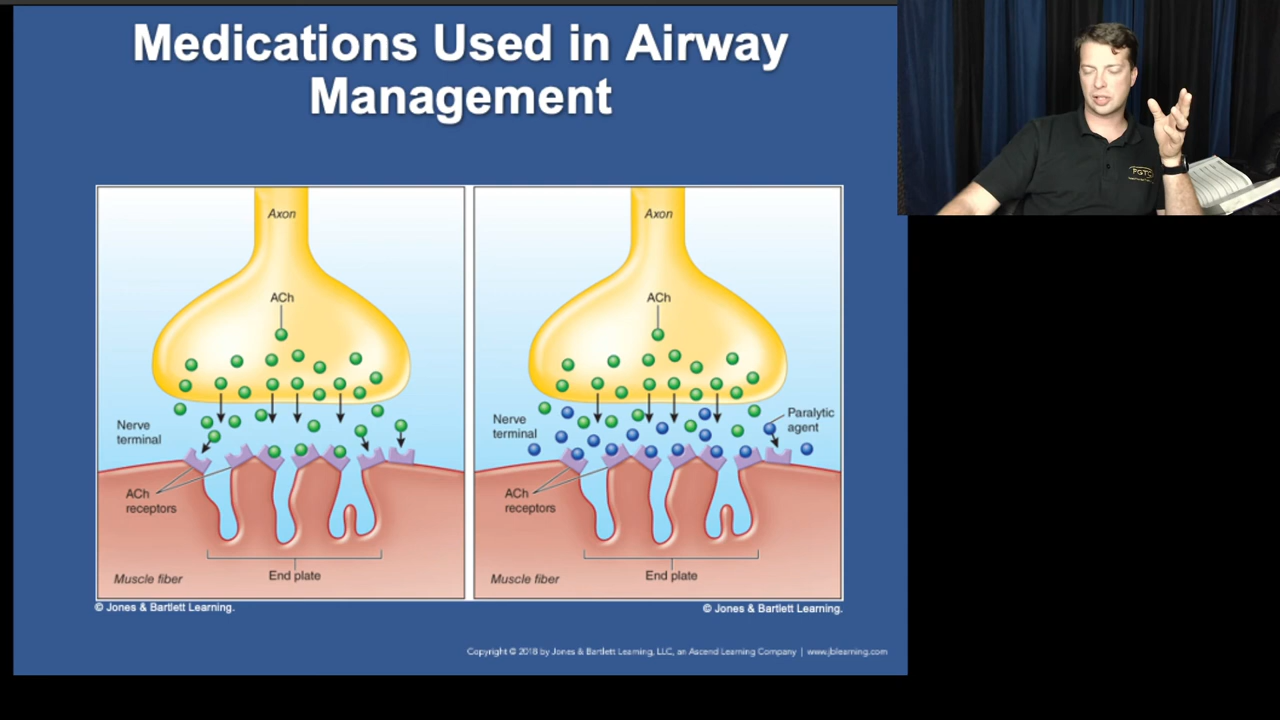 Medications Used in Airway
Management
Axon
ACh
Nerve
terminal
ACh
receptors
Muscle fiber
End plate
© Jones & Bartlett Learning.
Axon
ACh
Nerve
terminal
Paralytic
agent
ACh
receptors
Muscle fiber
End plate
© Jones & Bartlett Learning.
Copyright © 2018 by Jones & Bartlett Learning, LLC, an Ascend Learning Company | www.jblearning.com